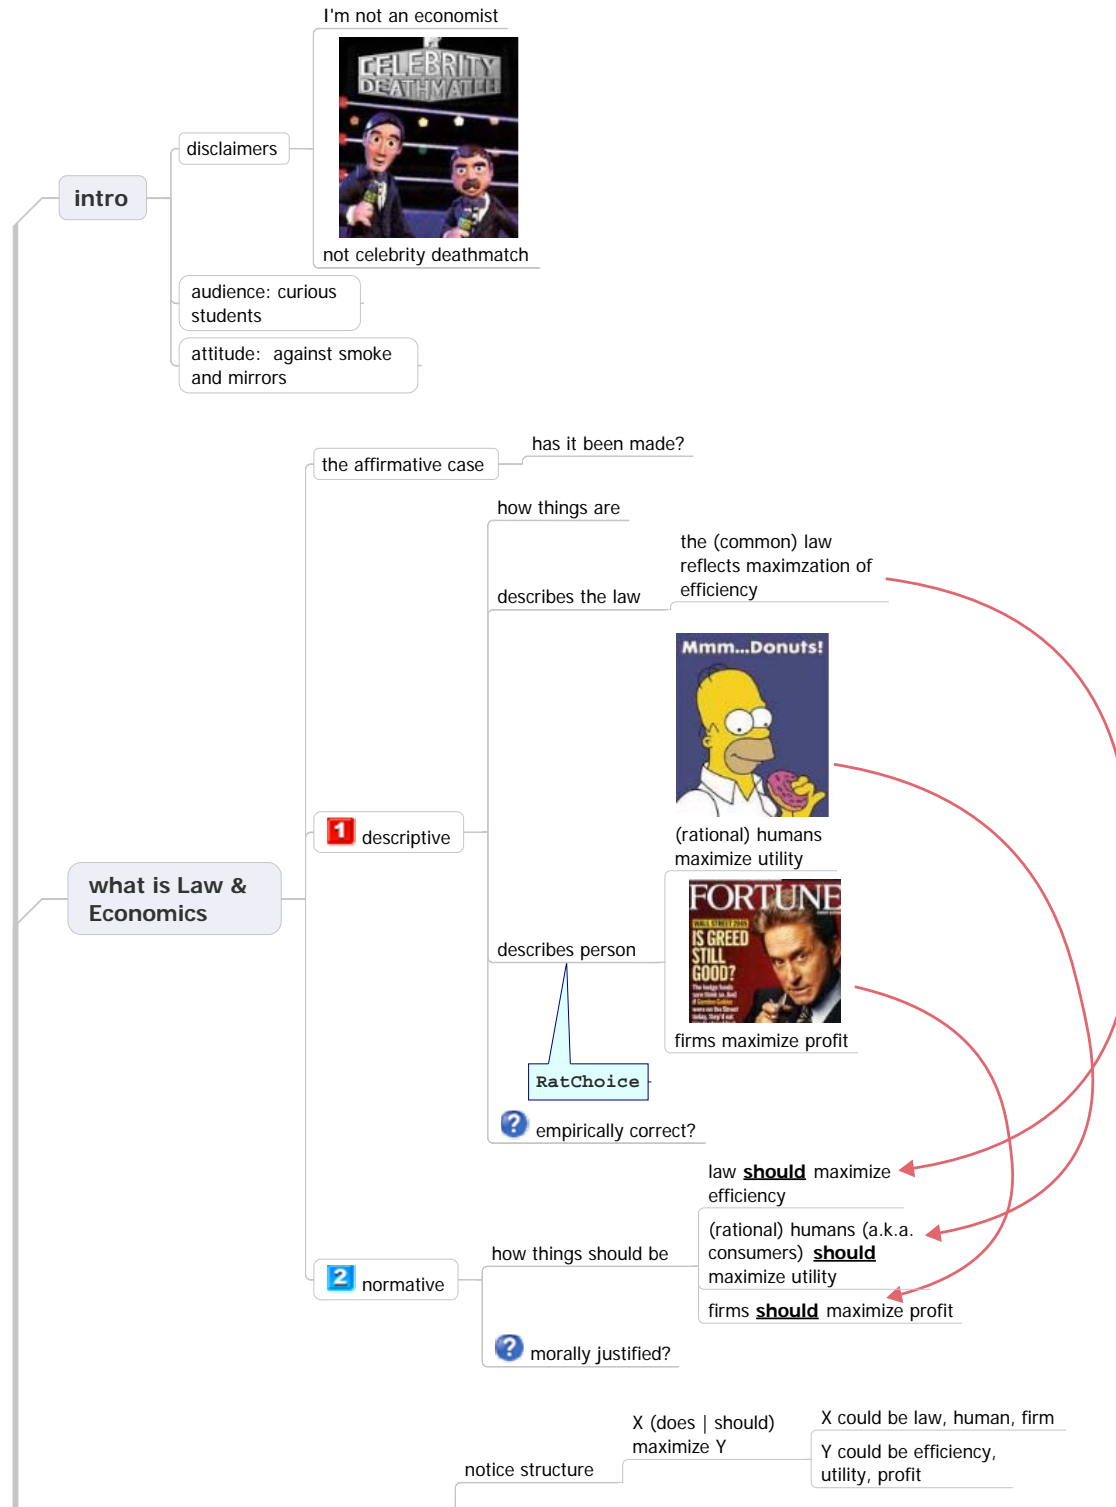 I'm not an economist
CELEBRITY
DEATHMATCH
disclaimers
intro
not celebrity deathmatch
audience: curious
students
attitude: against smoke
and mirrors
has it been made?
the affirmative case
how things are
the (common) law
reflects maximzation of
efficiency
describes the law
Mmm...Donuts!
1 descriptive
(rational) humans
maximize utility
what is Law &
Economics
FORTUNE
WALL STREET
IS GREED
STILL
GOOD?
describes person
firms maximize profit
RatChoice
? empirically correct?
law should maximize
efficiency
(rational) humans (a.k.a.
consumers) should
maximize utility
how things should be
2 normative
firms should maximize profit
? morally justified?
X (does | should)
maximize Y
X could be law, human, firm
Y could be efficiency,
utility, profit
notice structure